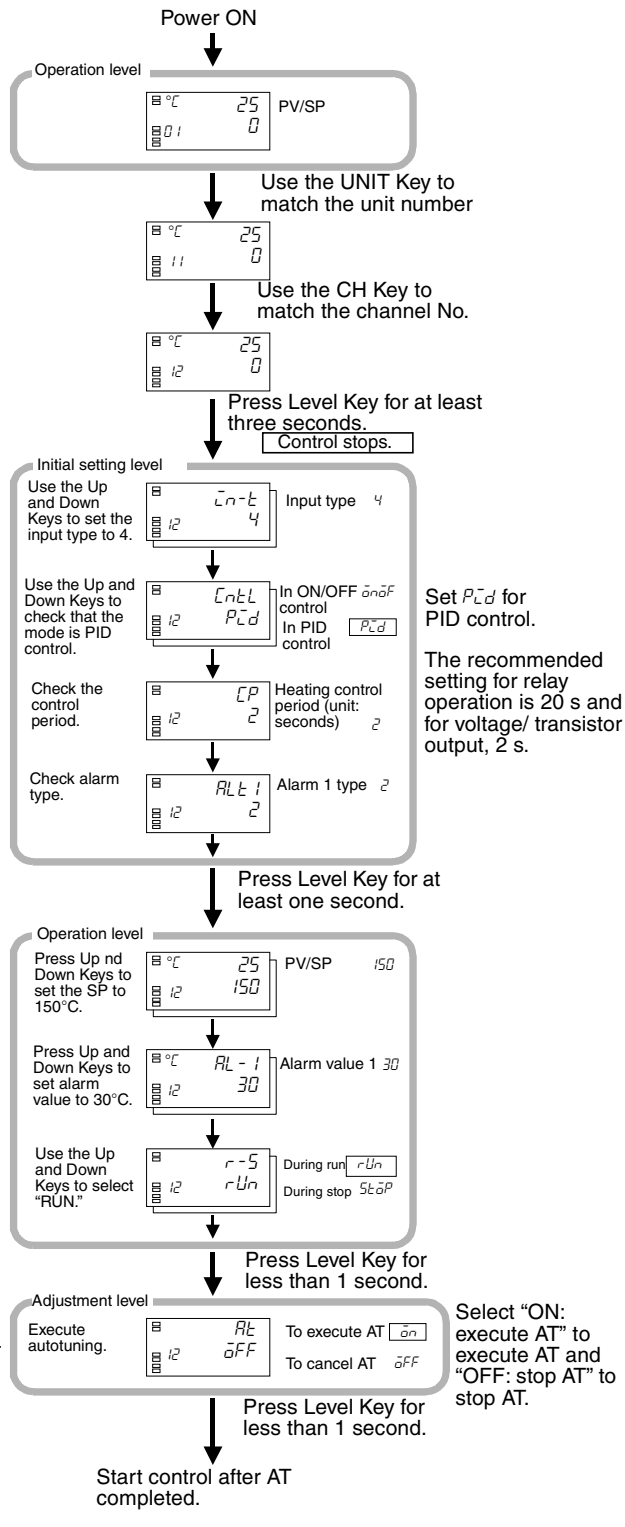 Power ON
Operation level
°C 25 PV/SP
01 0
Use the UNIT Key to
match the unit number
°C 25
11 0
Use the CH Key to
match the channel No.
°C 25
12 0
Press Level Key for at least
three seconds.
Control stops.
Initial setting level
Use the Up
and Down
Keys to set the
input type to 4.
in-t
12 4
Input type 4
Use the Up and
Down Keys to
check that the
mode is PID
control.
CntL
12 Pid
In ON/OFF onoF
control
In PID Pid
control
Set Pid for
PID control.
The recommended
setting for relay
operation is 20 s and
for voltage/ transistor
output, 2 s.
Check the
control
period.
CP
12 2
Heating control
period (unit:
seconds) 2
Check alarm
type.
ALt1
12 2
Alarm 1 type 2
Press Level Key for at
least one second.
Operation level
Press Up nd
Down Keys to
set the SP to
150°C.
°C 25
12 150
PV/SP 150
Press Up and
Down Keys to
set alarm
value to 30°C.
°C AL-1
12 30
Alarm value 1 30
Use the Up
and Down
Keys to select
“RUN.”
r-S
12 rUn
During run rUn
During stop StoP
Press Level Key for
less than 1 second.
Adjustment level
Execute
autotuning.
At
12 oFF
To execute AT on
To cancel AT oFF
Select “ON:
execute AT” to
execute AT and
“OFF: stop AT” to
stop AT.
Press Level Key for
less than 1 second.
Start control after AT
completed.